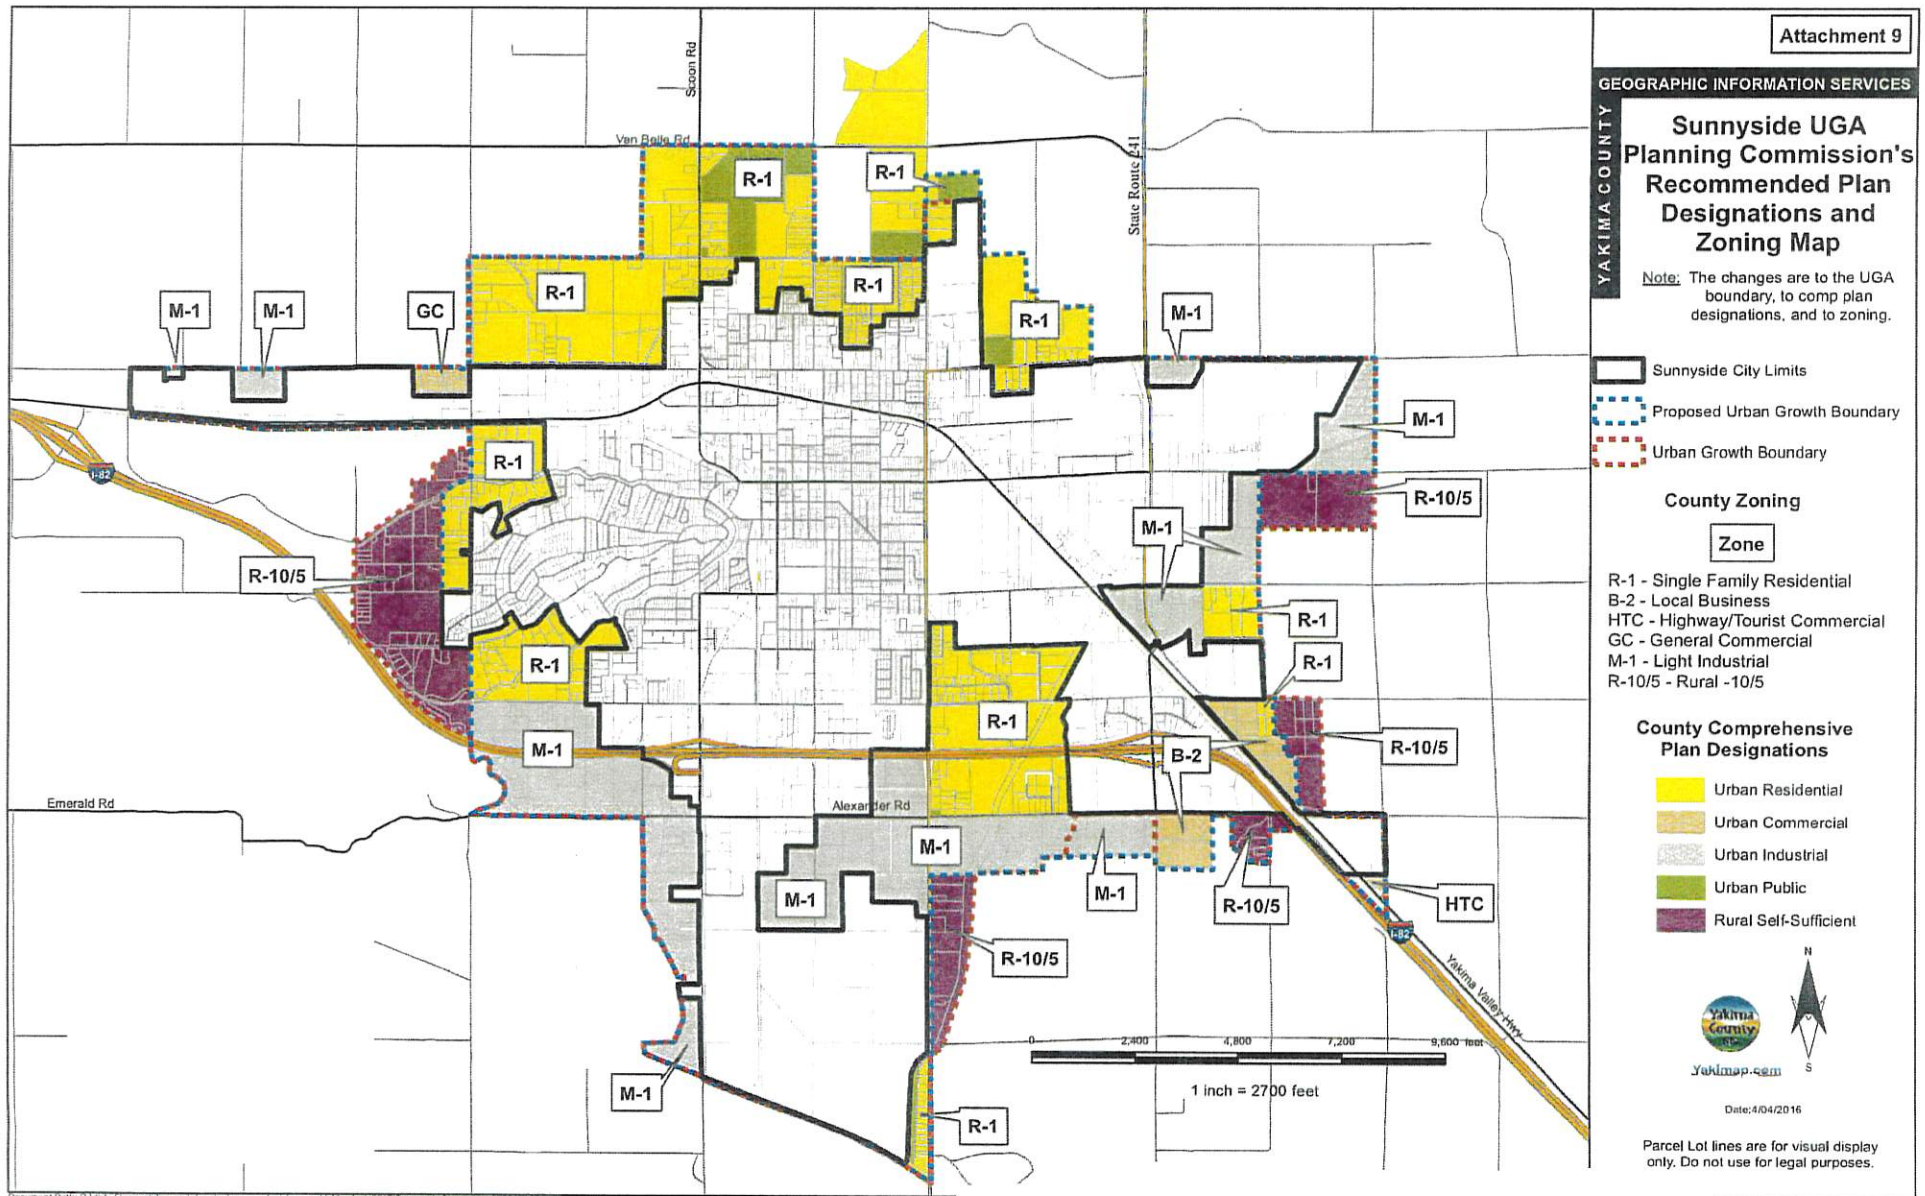 Attachment 9
GEOGRAPHIC INFORMATION SERVICES
YAKIMA COUNTY
Sunnyside UGA
Planning Commission's
Recommended Plan
Designations and
Zoning Map
Note: The changes are to the UGA
boundary, to comp plan
designations, and to zoning.
Sunnyside City Limits
Proposed Urban Growth Boundary
Urban Growth Boundary
County Zoning
Zone
R-1 - Single Family Residential
B-2 - Local Business
HTC - Highway/Tourist Commercial
GC - General Commercial
M-1 - Light Industrial
R-10/5 - Rural -10/5
County Comprehensive
Plan Designations
Urban Residential
Urban Commercial
Urban Industrial
Urban Public
Rural Self-Sufficient
N
S
Yakima
County
Yakimap.com
Date:4/04/2016
Parcel Lot lines are for visual display
only. Do not use for legal purposes.
Scoon Rd
Van Belle Rd
State Route 241
R-1
R-1
R-1
R-1
R-1
M-1
M-1
GC
M-1
M-1
R-1
I-82
R-10/5
M-1
R-10/5
R-1
R-1
R-1
R-1
R-10/5
M-1
B-2
Emerald Rd
Alexander Rd
M-1
M-1
M-1
R-10/5
HTC
I-82
R-10/5
Yakima Valley Hwy
M-1
R-1
0 2,400 4,800 7,200 9,600 feet
1 inch = 2700 feet